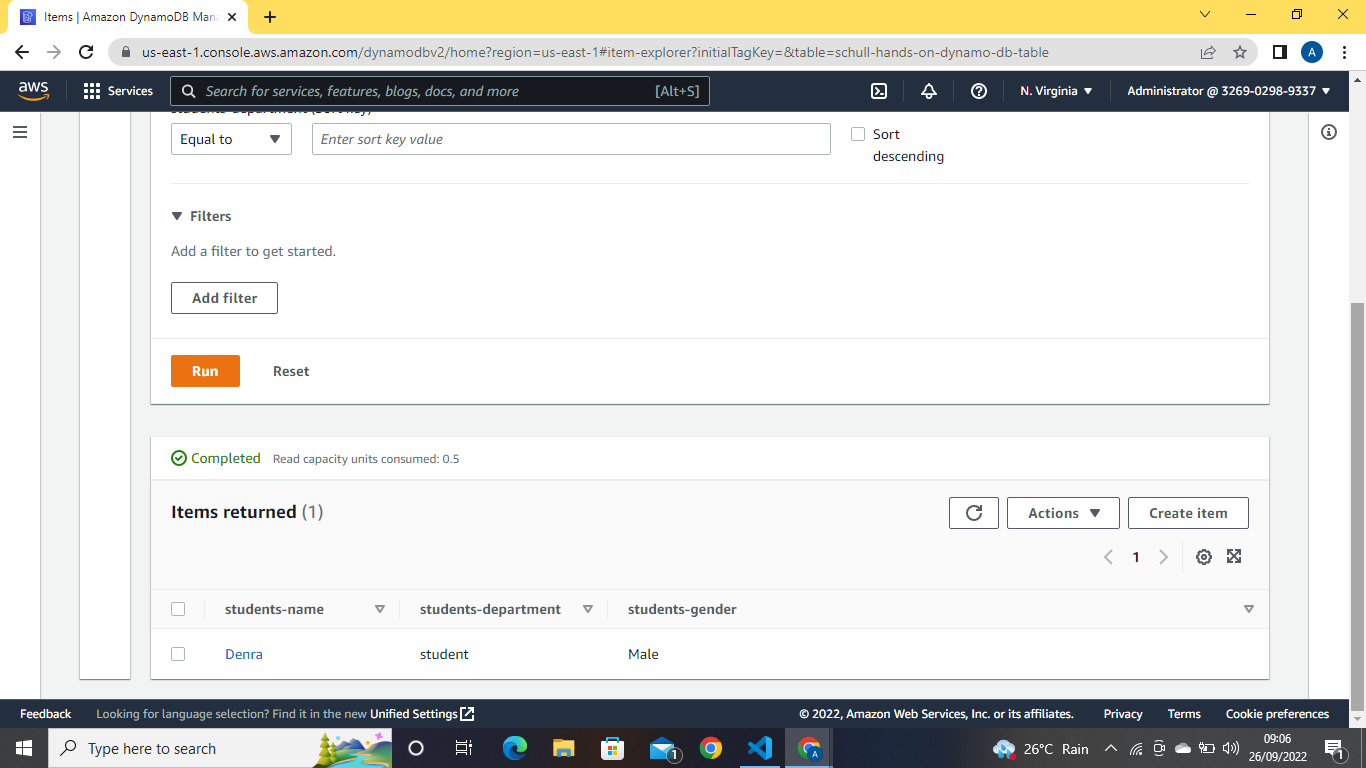 Items | Amazon DynamoDB Man
us-east-1.console.aws.amazon.com/dynamodbv2/home?region=us-east-1#item-explorer?initialTagKey=&table=schull-hands-on-dynamo-db-table
A
aws
Services
Search for services, features, blogs, docs, and more
[Alt+S]
N. Virginia
Administrator @ 3269-0298-9337
students-department (Sort key)
Equal to
Enter sort key value
Sort
descending
Filters
Add a filter to get started.
Add filter
Run
Reset
Completed
Read capacity units consumed: 0.5
Items returned (1)
Actions
Create item
1
students-name
students-department
students-gender
Denra
student
Male
Feedback
Looking for language selection? Find it in the new Unified Settings
© 2022, Amazon Web Services, Inc. or its affiliates.
Privacy
Terms
Cookie preferences
Type here to search
1
A
26°C Rain
09:06
26/09/2022
1